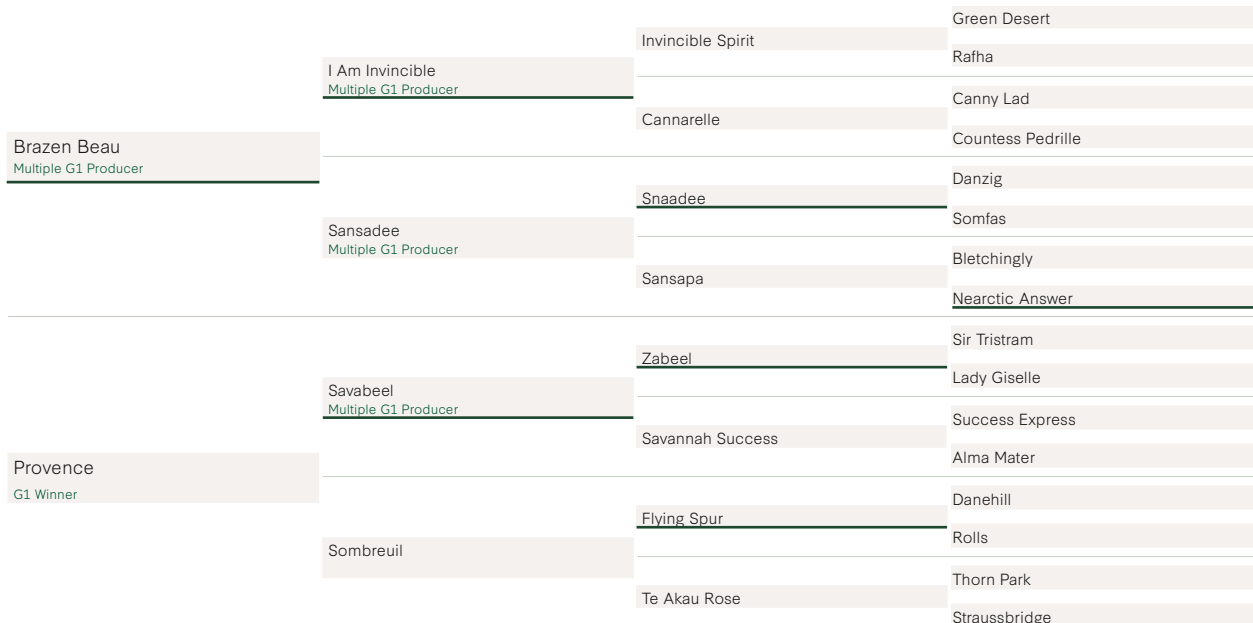 Brazen Beau
Multiple G1 Producer
Provence
G1 Winner
I Am Invincible
Multiple G1 Producer
Sansadee
Multiple G1 Producer
Savabeel
Multiple G1 Producer
Sombreuil
Invincible Spirit
Cannarelle
Snaadee
Sansapa
Zabeel
Savannah Success
Flying Spur
Te Akau Rose
Green Desert
Rafha
Canny Lad
Countess Pedrille
Danzig
Somfas
Bletchingly
Nearctic Answer
Sir Tristram
Lady Giselle
Success Express
Alma Mater
Danehill
Rolls
Thorn Park
Straussbridge